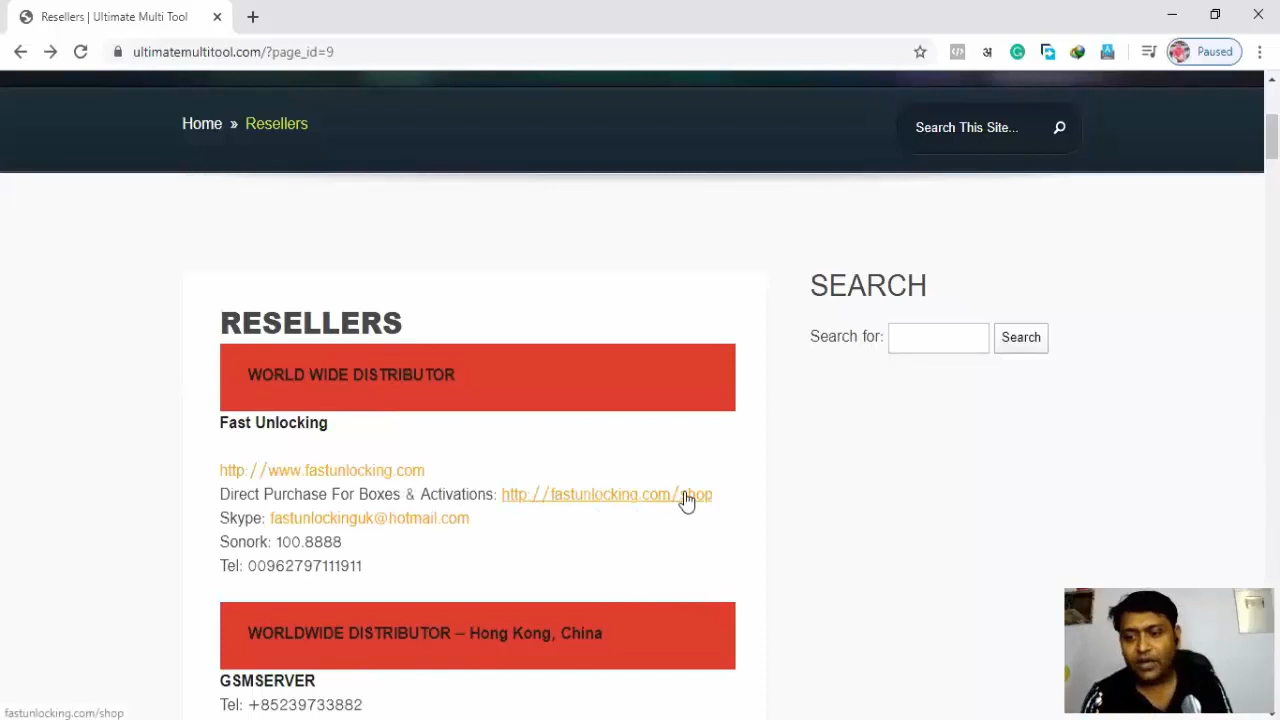 Resellers | Ultimate Multi Tool
ultimatemultitool.com/?page_id=9
अ
Paused
Home » Resellers
Search This Site...
RESELLERS
SEARCH
Search for:
Search
WORLD WIDE DISTRIBUTOR
Fast Unlocking
http://www.fastunlocking.com
Direct Purchase For Boxes & Activations: http://fastunlocking.com/shop
Skype: fastunlockinguk@hotmail.com
Sonork: 100.8888
Tel: 00962797111911
WORLDWIDE DISTRIBUTOR – Hong Kong, China
GSMSERVER
Tel: +85239733882
fastunlocking.com/shop